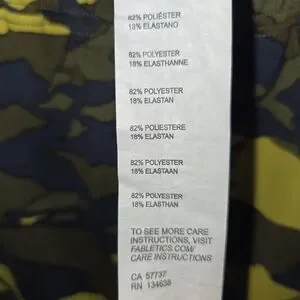 82% POLIÉSTER
18% ELASTANO
82% POLYESTER
18% ELASTHANNE
82% POLYESTER
18% ELASTAN
82% POLIESTERE
18% ELASTAN
82% POLYESTER
18% ELASTAAN
82% POLYESTER
18% ELASTHAN
TO SEE MORE CARE
INSTRUCTIONS, VISIT
FABLETICS.COM/
CARE INSTRUCTIONS
CA 57737
RN 134638